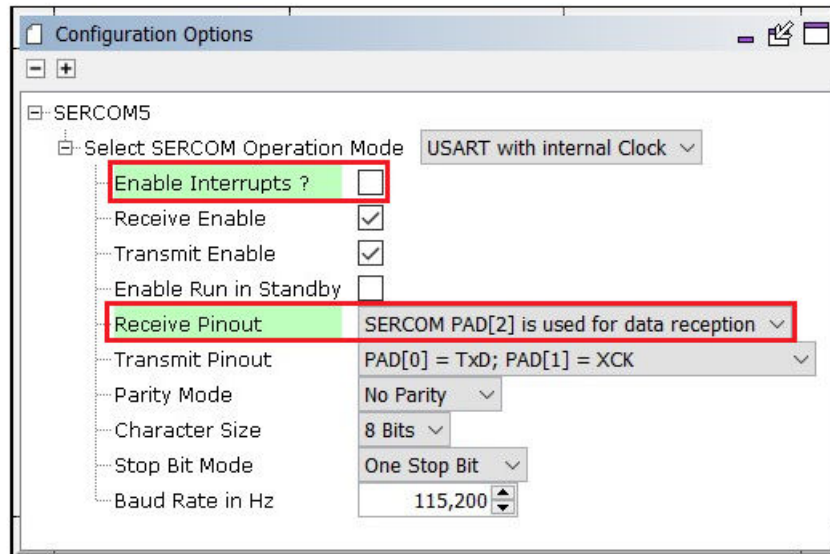 Configuration Options
SERCOM5
Select SERCOM Operation Mode USART with internal Clock
Enable Interrupts ?
Receive Enable
Transmit Enable
Enable Run in Standby
Receive Pinout SERCOM PAD[2] is used for data reception
Transmit Pinout PAD[0] = TxD; PAD[1] = XCK
Parity Mode No Parity
Character Size 8 Bits
Stop Bit Mode One Stop Bit
Baud Rate in Hz 115,200